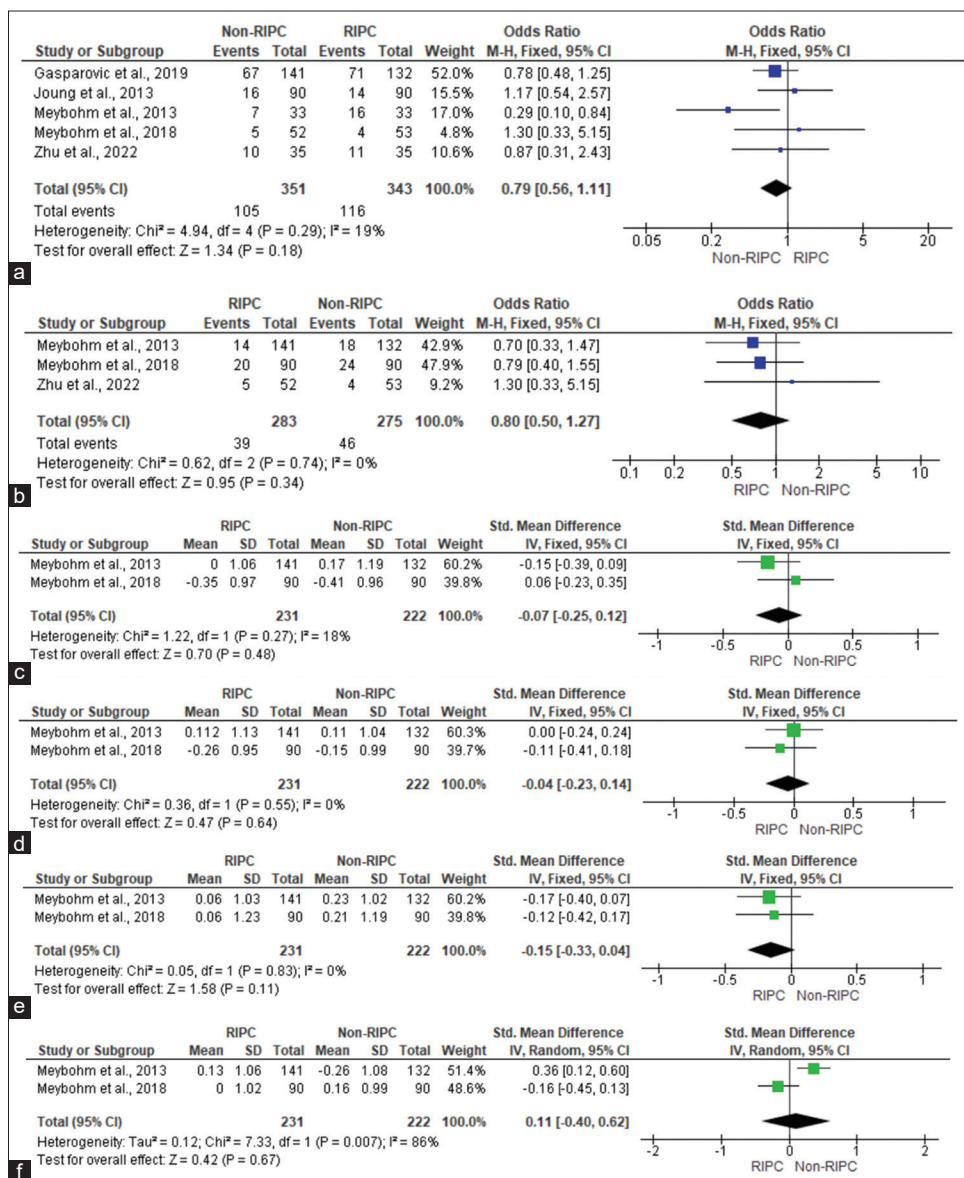 Non-RIPC RIPC Odds Ratio Odds Ratio
Study or Subgroup Events Total Events Total Weight M-H, Fixed, 95% CI M-H, Fixed, 95% CI
Gasparovic et al., 2019 67 141 71 132 52.0% 0.78 [0.48, 1.25]
Joung et al., 2013 16 90 14 90 15.5% 1.17 [0.54, 2.57]
Meybohm et al., 2013 7 33 16 33 17.0% 0.29 [0.10, 0.84]
Meybohm et al., 2018 5 52 4 53 4.8% 1.30 [0.33, 5.15]
Zhu et al., 2022 10 35 11 35 10.6% 0.87 [0.31, 2.43]
Total (95% CI) 351 343 100.0% 0.79 [0.56, 1.11]
Total events 105 116
Heterogeneity: Chi² = 4.94, df = 4 (P = 0.29); I² = 19%
Test for overall effect: Z = 1.34 (P = 0.18)
0.05 0.2 1 5 20
Non-RIPC RIPC
a
RIPC Non-RIPC Odds Ratio Odds Ratio
Study or Subgroup Events Total Events Total Weight M-H, Fixed, 95% CI M-H, Fixed, 95% CI
Meybohm et al., 2013 14 141 18 132 42.9% 0.70 [0.33, 1.47]
Meybohm et al., 2018 20 90 24 90 47.9% 0.79 [0.40, 1.55]
Zhu et al., 2022 5 52 4 53 9.2% 1.30 [0.33, 5.15]
Total (95% CI) 283 275 100.0% 0.80 [0.50, 1.27]
Total events 39 46
Heterogeneity: Chi² = 0.62, df = 2 (P = 0.74); I² = 0%
Test for overall effect: Z = 0.95 (P = 0.34)
0.1 0.2 0.5 1 2 5 10
RIPC Non-RIPC
b
RIPC Non-RIPC Std. Mean Difference Std. Mean Difference
Study or Subgroup Mean SD Total Mean SD Total Weight IV, Fixed, 95% CI IV, Fixed, 95% CI
Meybohm et al., 2013 0 1.06 141 0.17 1.19 132 60.2% -0.15 [-0.39, 0.09]
Meybohm et al., 2018 -0.35 0.97 90 -0.41 0.96 90 39.8% 0.06 [-0.23, 0.35]
Total (95% CI) 231 222 100.0% -0.07 [-0.25, 0.12]
Heterogeneity: Chi² = 1.22, df = 1 (P = 0.27); I² = 18%
Test for overall effect: Z = 0.70 (P = 0.48)
-1 -0.5 0 0.5 1
RIPC Non-RIPC
c
RIPC Non-RIPC Std. Mean Difference Std. Mean Difference
Study or Subgroup Mean SD Total Mean SD Total Weight IV, Fixed, 95% CI IV, Fixed, 95% CI
Meybohm et al., 2013 0.112 1.13 141 0.11 1.04 132 60.3% 0.00 [-0.24, 0.24]
Meybohm et al., 2018 -0.26 0.95 90 -0.15 0.99 90 39.7% -0.11 [-0.41, 0.18]
Total (95% CI) 231 222 100.0% -0.04 [-0.23, 0.14]
Heterogeneity: Chi² = 0.36, df = 1 (P = 0.55); I² = 0%
Test for overall effect: Z = 0.47 (P = 0.64)
-1 -0.5 0 0.5 1
RIPC Non-RIPC
d
RIPC Non-RIPC Std. Mean Difference Std. Mean Difference
Study or Subgroup Mean SD Total Mean SD Total Weight IV, Fixed, 95% CI IV, Fixed, 95% CI
Meybohm et al., 2013 0.06 1.03 141 0.23 1.02 132 60.2% -0.17 [-0.40, 0.07]
Meybohm et al., 2018 0.06 1.23 90 0.21 1.19 90 39.8% -0.12 [-0.42, 0.17]
Total (95% CI) 231 222 100.0% -0.15 [-0.33, 0.04]
Heterogeneity: Chi² = 0.05, df = 1 (P = 0.83); I² = 0%
Test for overall effect: Z = 1.58 (P = 0.11)
-1 -0.5 0 0.5 1
RIPC Non-RIPC
e
RIPC Non-RIPC Std. Mean Difference Std. Mean Difference
Study or Subgroup Mean SD Total Mean SD Total Weight IV, Random, 95% CI IV, Random, 95% CI
Meybohm et al., 2013 0.13 1.06 141 -0.26 1.08 132 51.4% 0.36 [0.12, 0.60]
Meybohm et al., 2018 0 1.02 90 0.16 0.99 90 48.6% -0.16 [-0.45, 0.13]
Total (95% CI) 231 222 100.0% 0.11 [-0.40, 0.62]
Heterogeneity: Tau² = 0.12; Chi² = 7.33, df = 1 (P = 0.007); I² = 86%
Test for overall effect: Z = 0.42 (P = 0.67)
-2 -1 0 1 2
RIPC Non-RIPC
f